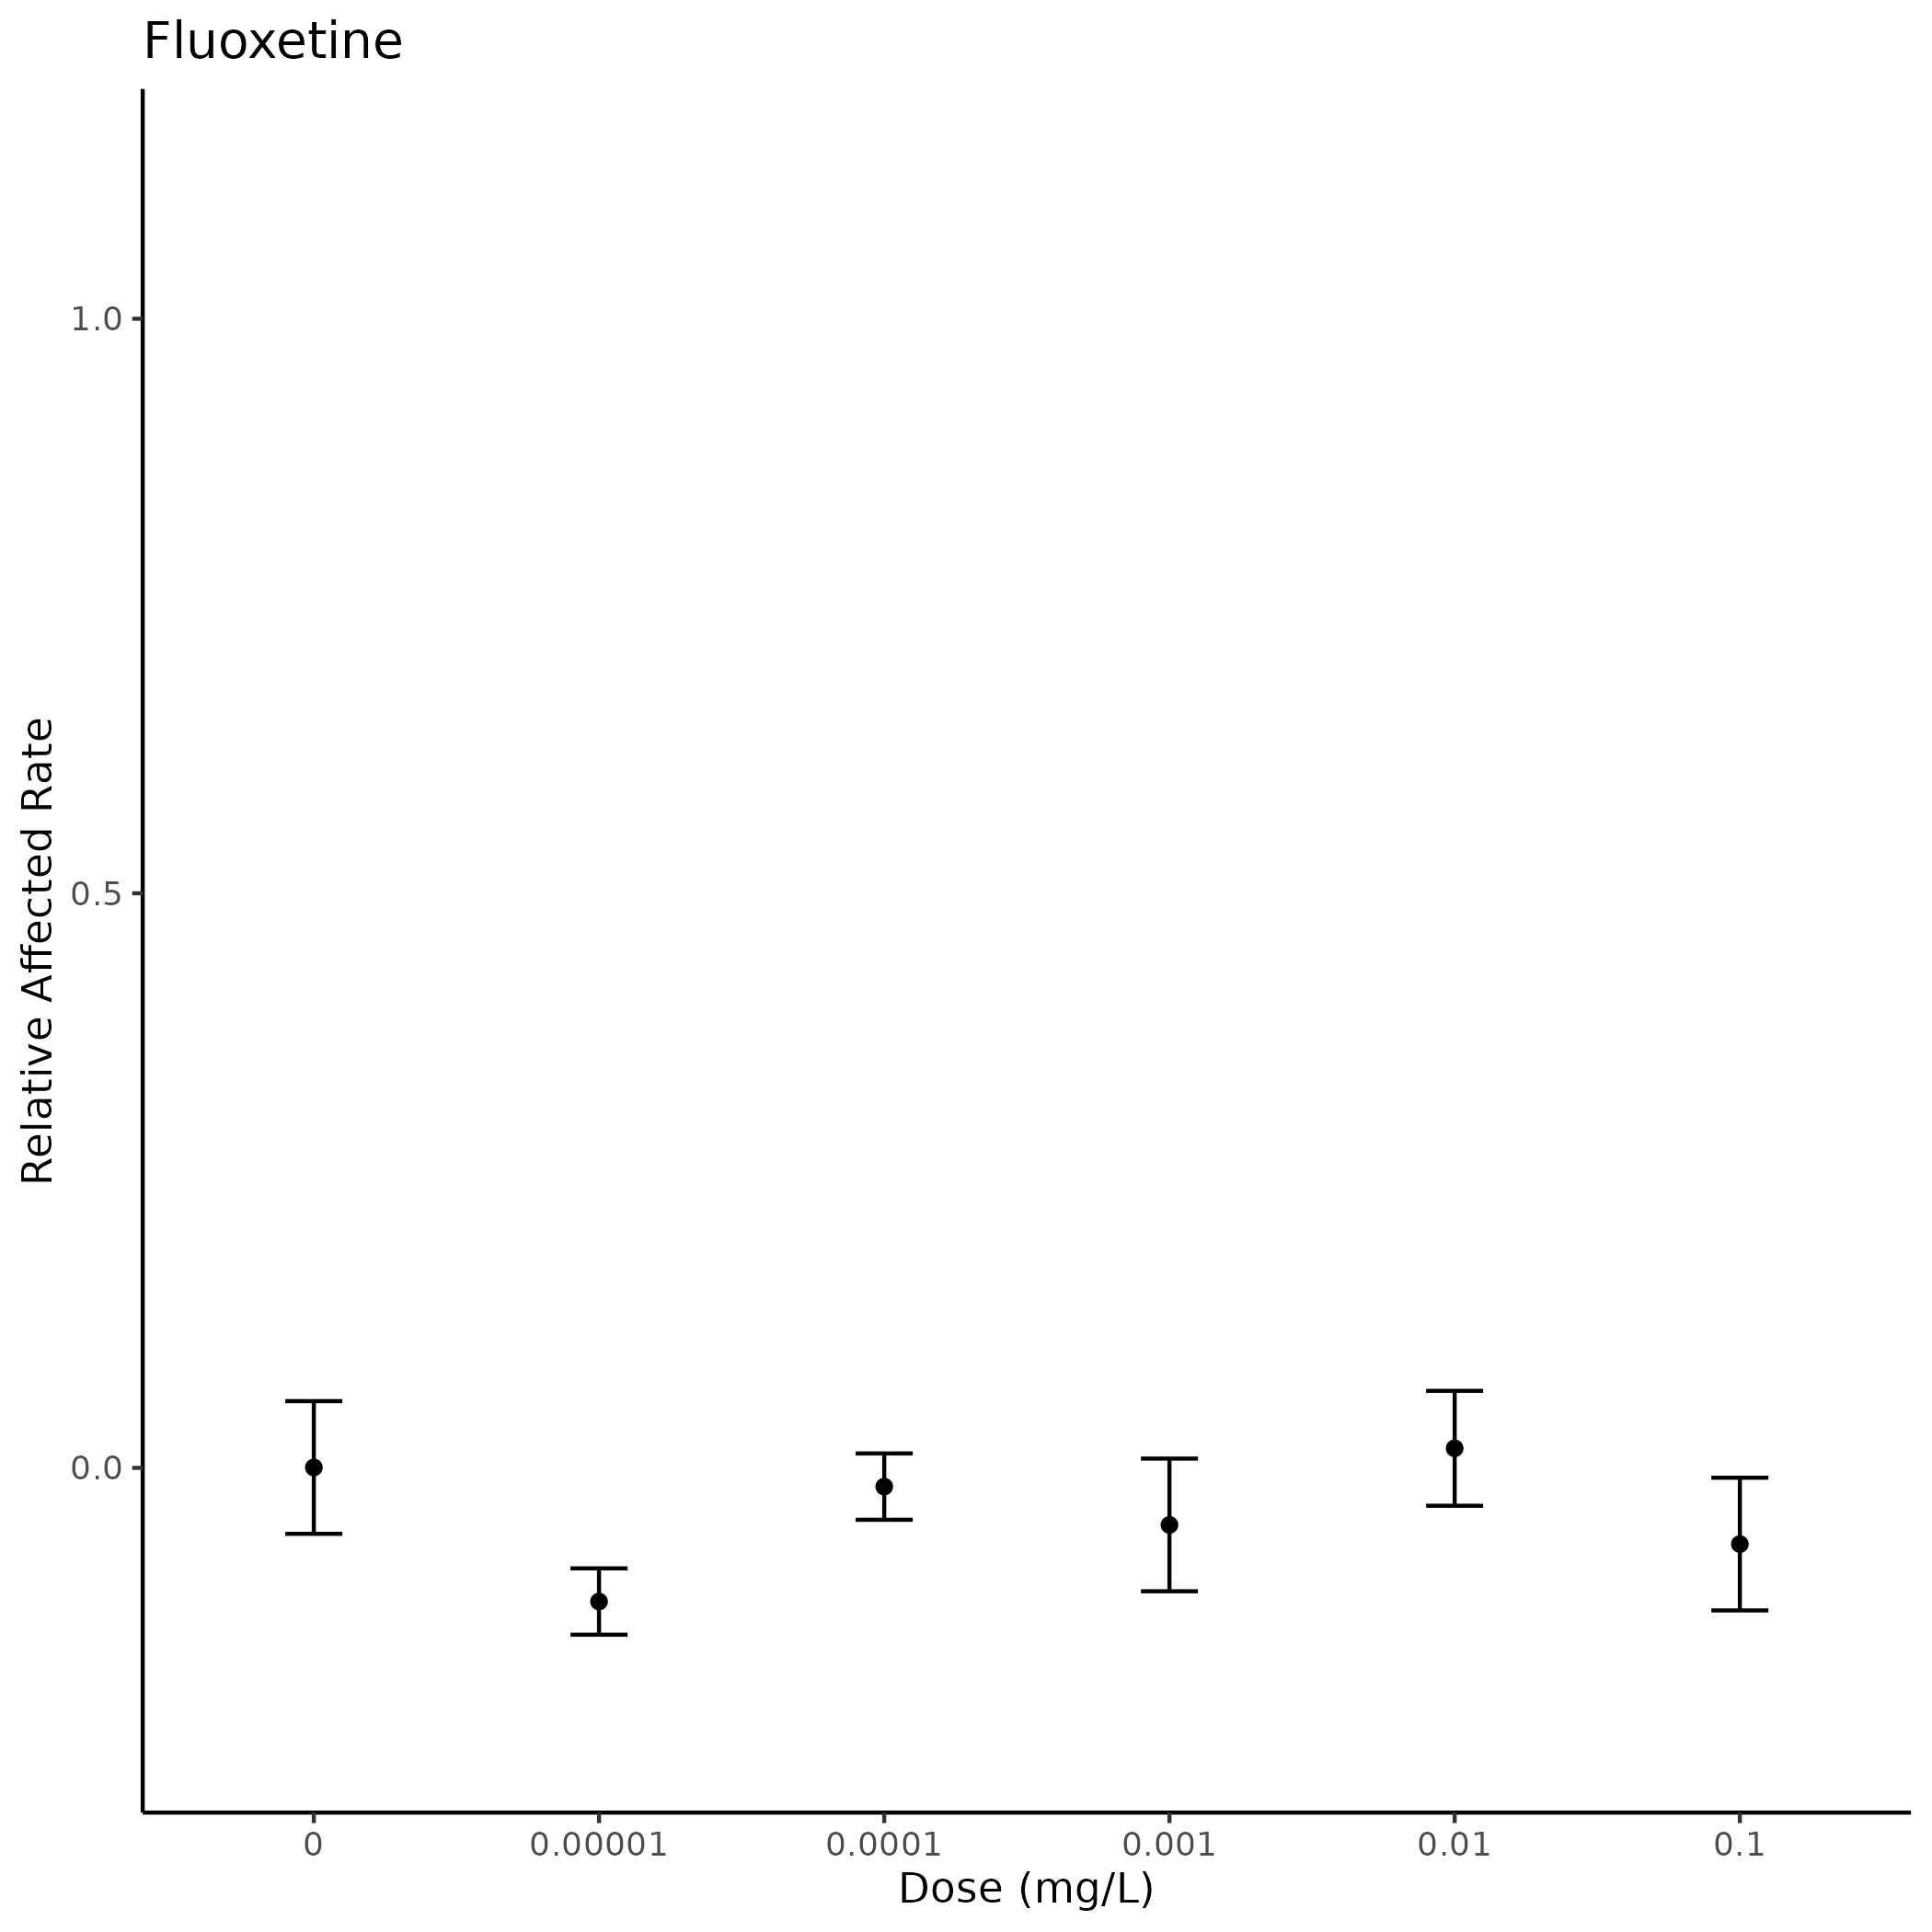 Fluoxetine
Relative Affected Rate
1.0
0.5
0.0
0 0.00001 0.0001 0.001 0.01 0.1
Dose (mg/L)